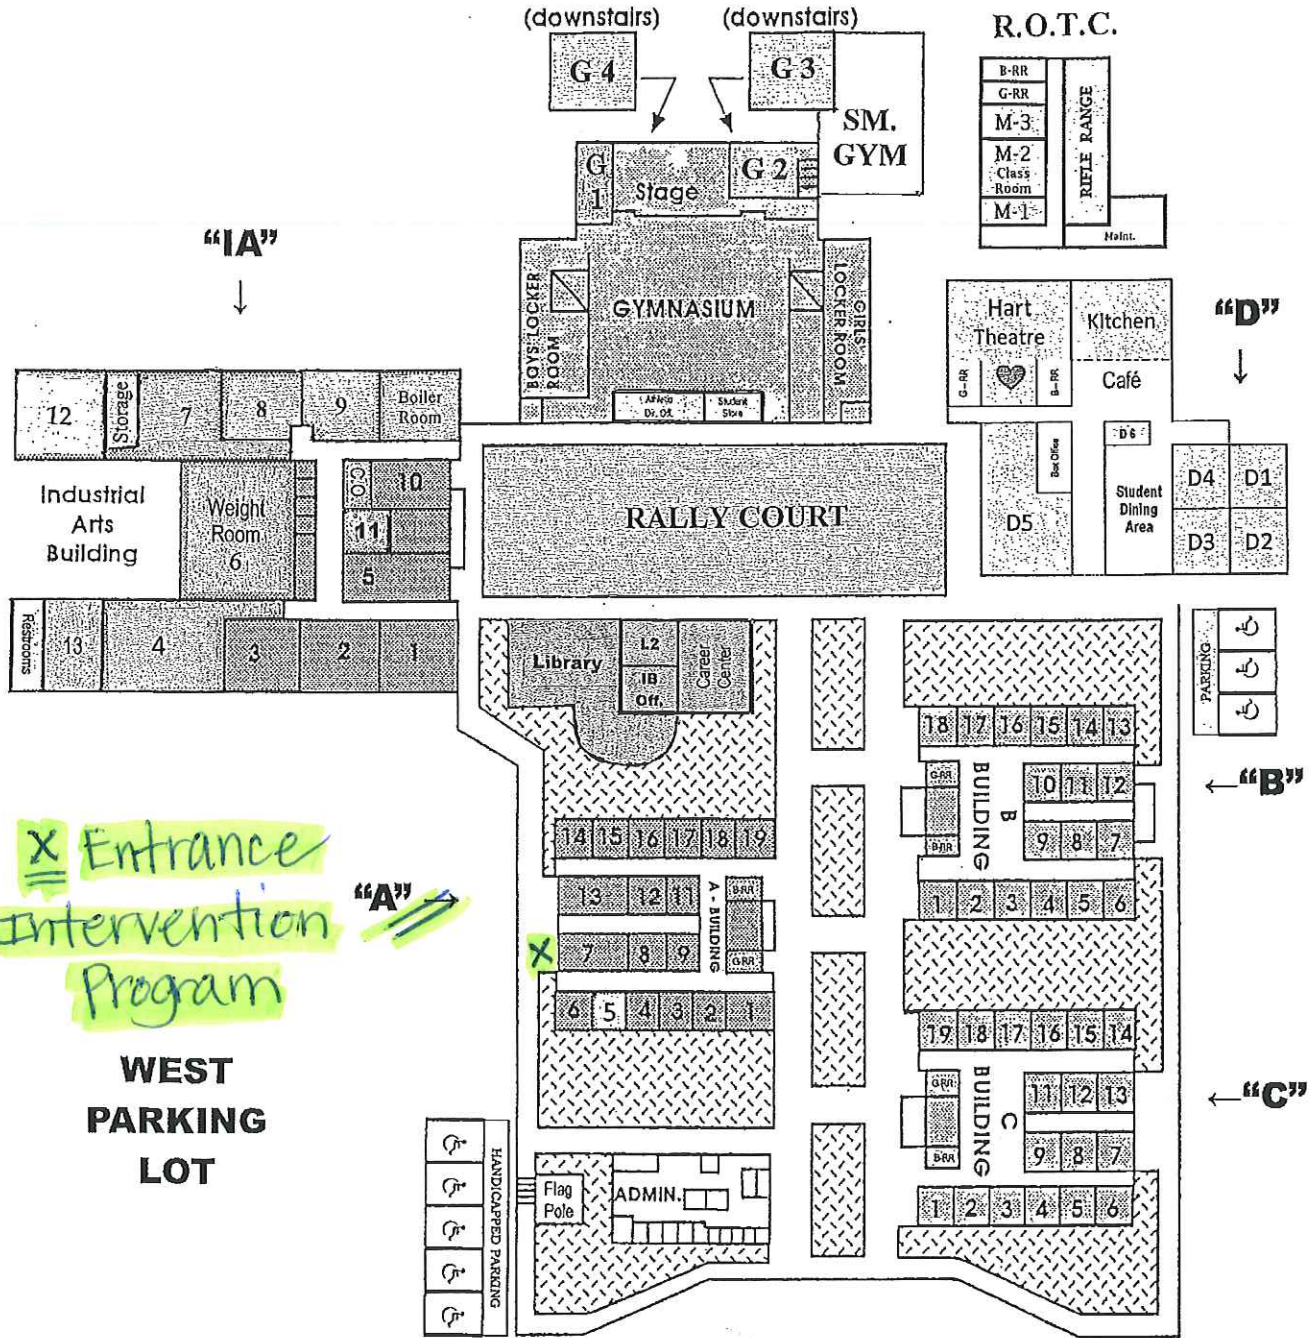 (downstairs)
(downstairs)
R.O.T.C.
G 4
G 3
SM.
GYM
B-RR
G-RR
M-3
M-2
Class
Room
M-1
RIFLE RANGE
Maint.
G
1
Stage
G 2
"IA"
BOYS LOCKER
ROOM
GYMNASIUM
GIRLS
LOCKER ROOM
Athletic
Dir. Off.
Student
Store
Hart
Theatre
Kitchen
"D"
G-RR
B-RR
Café
12
Storage
7
8
9
Boiler
Room
Industrial
Arts
Building
Weight
Room
6
C/O
10
11
5
RALLY COURT
Box Office
D6
D5
Student
Dining
Area
D4
D1
D3
D2
Restrooms
13
4
3
2
1
Library
L2
IB
Off.
Career
Center
PARKING
18 17 16 15 14 13
G-RR
B-RR
BUILDING
B
10 11 12
9 8 7
"B"
1 2 3 4 5 6
X Entrance
Intervention
Program
"A"
14 15 16 17 18 19
13 12 11
A - BUILDING
B-RR
X
7 8 9
G-RR
6 5 4 3 2 1
WEST
PARKING
LOT
19 18 17 16 15 14
GRR
B-RR
BUILDING
C
11 12 13
9 8 7
"C"
1 2 3 4 5 6
HANDICAPPED PARKING
Flag
Pole
ADMIN.